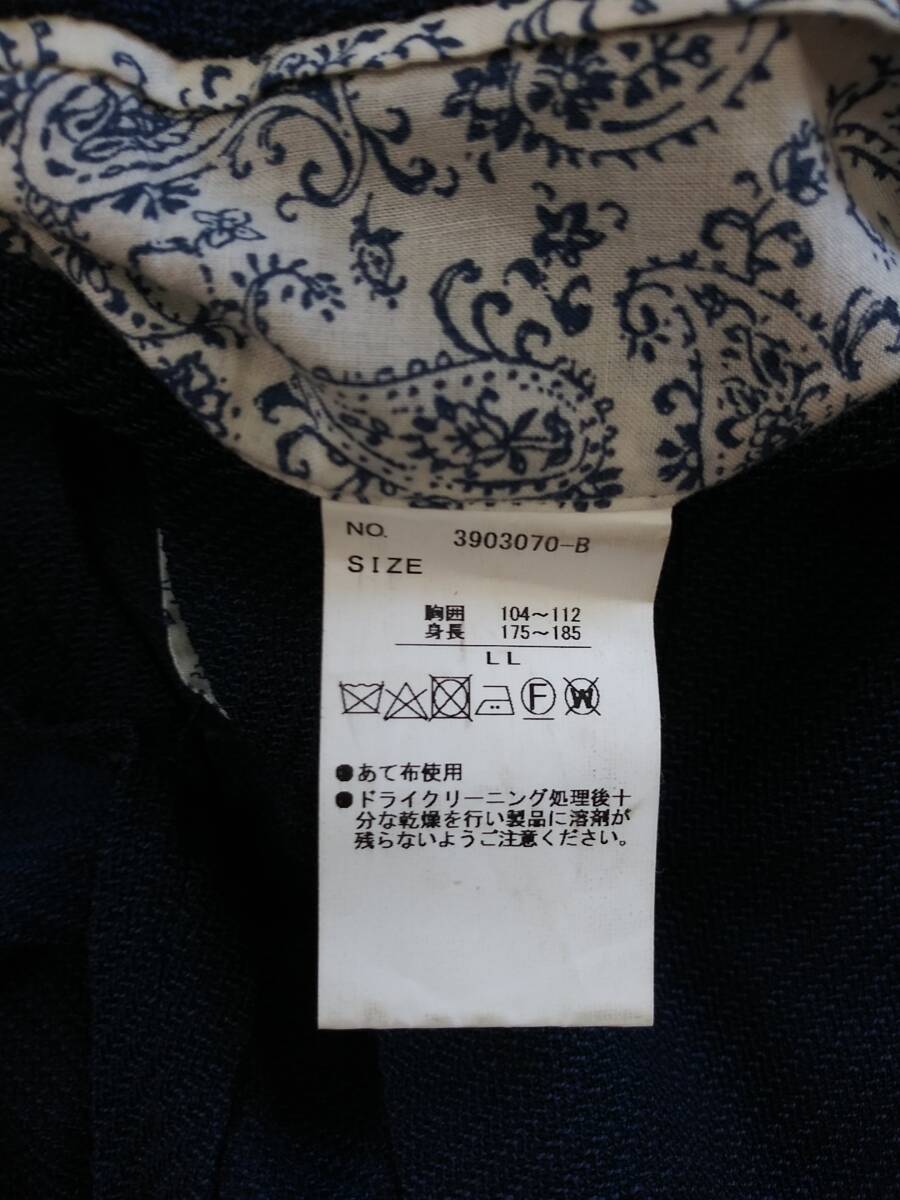 NO. 3903070-B
SIZE
胸囲 104～112
身長 175～185
LL
F W
●あて布使用
●ドライクリーニング処理後十
分な乾燥を行い製品に溶剤が
残らないようご注意ください。